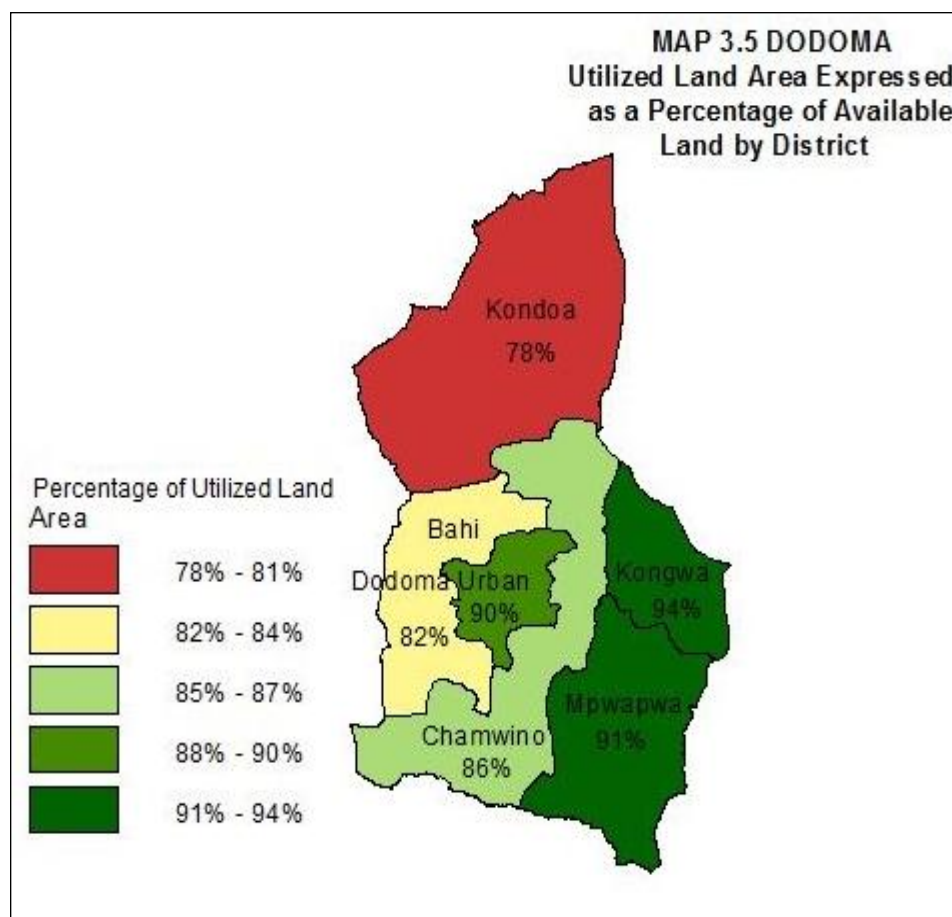 MAP 3.5 DODOMA
Utilized Land Area Expressed
as a Percentage of Available
Land by District
Kondoa
78%
Percentage of Utilized Land
Area
78% - 81%
82% - 84%
85% - 87%
88% - 90%
91% - 94%
Bahi
Dodoma Urban
90%
82%
Kongwa
94%
Mpwapwa
91%
Chamwino
86%